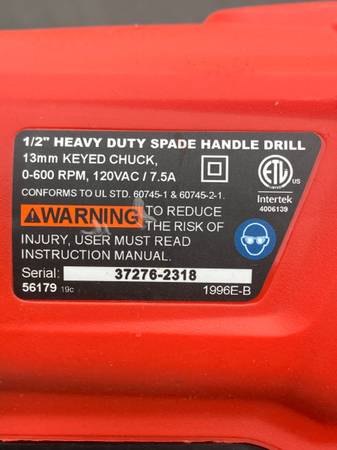 1/2" HEAVY DUTY SPADE HANDLE DRILL
13mm KEYED CHUCK,
0-600 RPM, 120VAC / 7.5A
CONFORMS TO UL STD. 60745-1 & 60745-2-1.
ETL
US
Intertek
4006139
WARNING TO REDUCE
THE RISK OF
INJURY, USER MUST READ
INSTRUCTION MANUAL.
Serial: 37276-2318
56179 19c 1996E-B